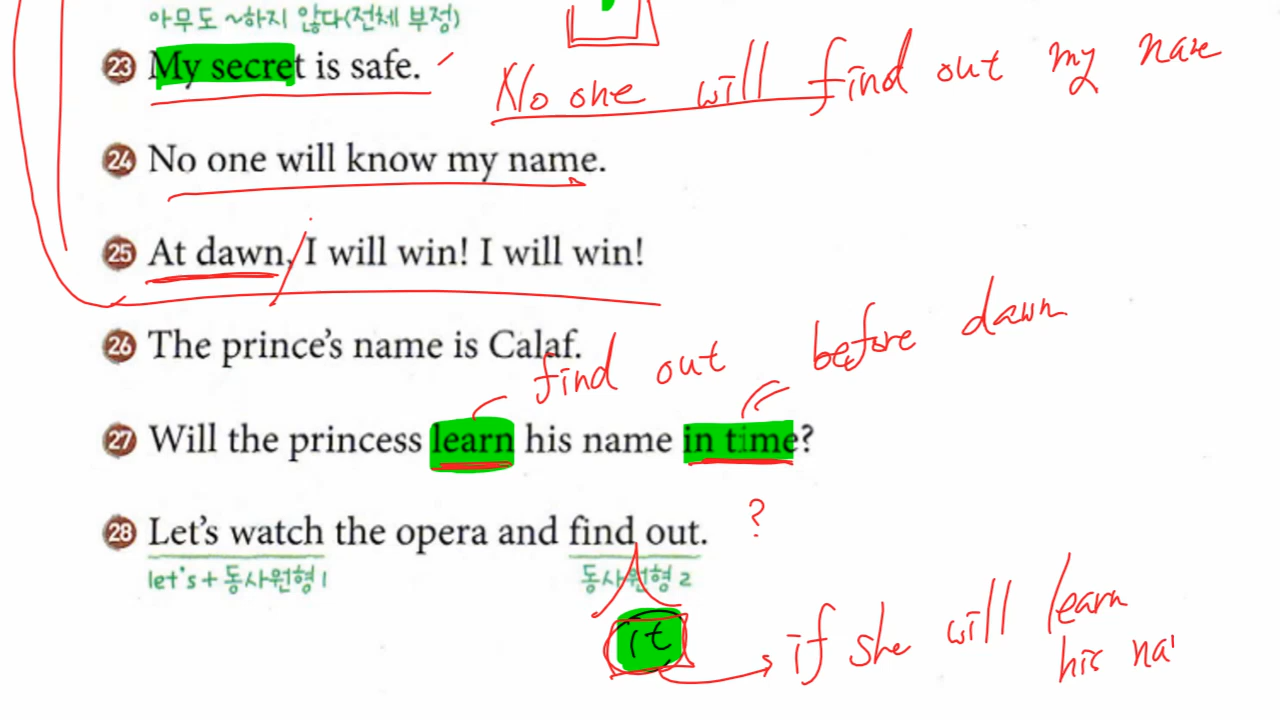 아무도 ~하지 않다(전체 부정)
23 My secret is safe.
No one will find out my name
24 No one will know my name.
25 At dawn, I will win! I will win!
26 The prince's name is Calaf.
find out
before dawn
27 Will the princess learn his name in time?
28 Let's watch the opera and find out. ?
let's + 동사원형 1
동사원형 2
it
if she will learn
his na